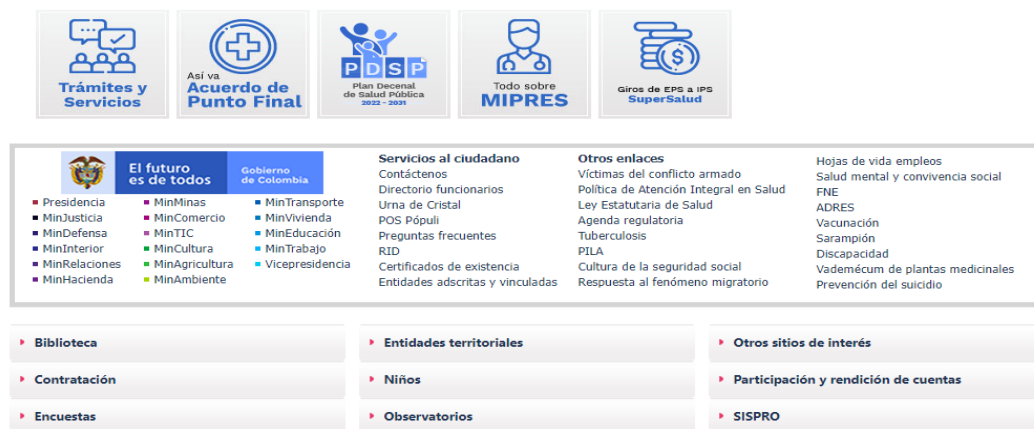 Trámites y
Servicios
Así va
Acuerdo de
Punto Final
PDSP
Plan Decenal
de Salud Pública
2022 - 2031
Todo sobre
MIPRES
Giros de EPS a IPS
SuperSalud
El futuro
es de todos
Gobierno
de Colombia
Presidencia
MinJusticia
MinDefensa
MinInterior
MinRelaciones
MinHacienda
MinMinas
MinComercio
MinTIC
MinCultura
MinAgricultura
MinAmbiente
MinTransporte
MinVivienda
MinEducación
MinTrabajo
Vicepresidencia
Servicios al ciudadano
Contáctenos
Directorio funcionarios
Urna de Cristal
POS Pópuli
Preguntas frecuentes
RID
Certificados de existencia
Entidades adscritas y vinculadas
Otros enlaces
Víctimas del conflicto armado
Política de Atención Integral en Salud
Ley Estatutaria de Salud
Agenda regulatoria
Tuberculosis
PILA
Cultura de la seguridad social
Respuesta al fenómeno migratorio
Hojas de vida empleos
Salud mental y convivencia social
FNE
ADRES
Vacunación
Sarampión
Discapacidad
Vademécum de plantas medicinales
Prevención del suicidio
Biblioteca
Entidades territoriales
Otros sitios de interés
Contratación
Niños
Participación y rendición de cuentas
Encuestas
Observatorios
SISPRO